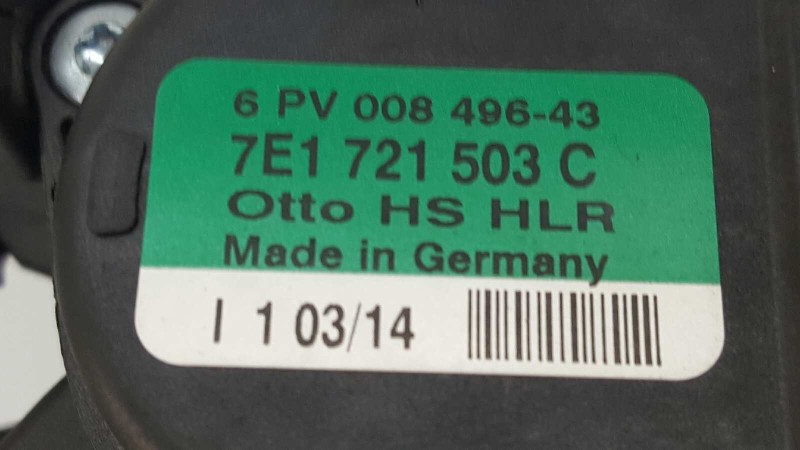 6 PV 008 496-43
7E1 721 503 C
Otto HS HLR
Made in Germany
I 1 03/14